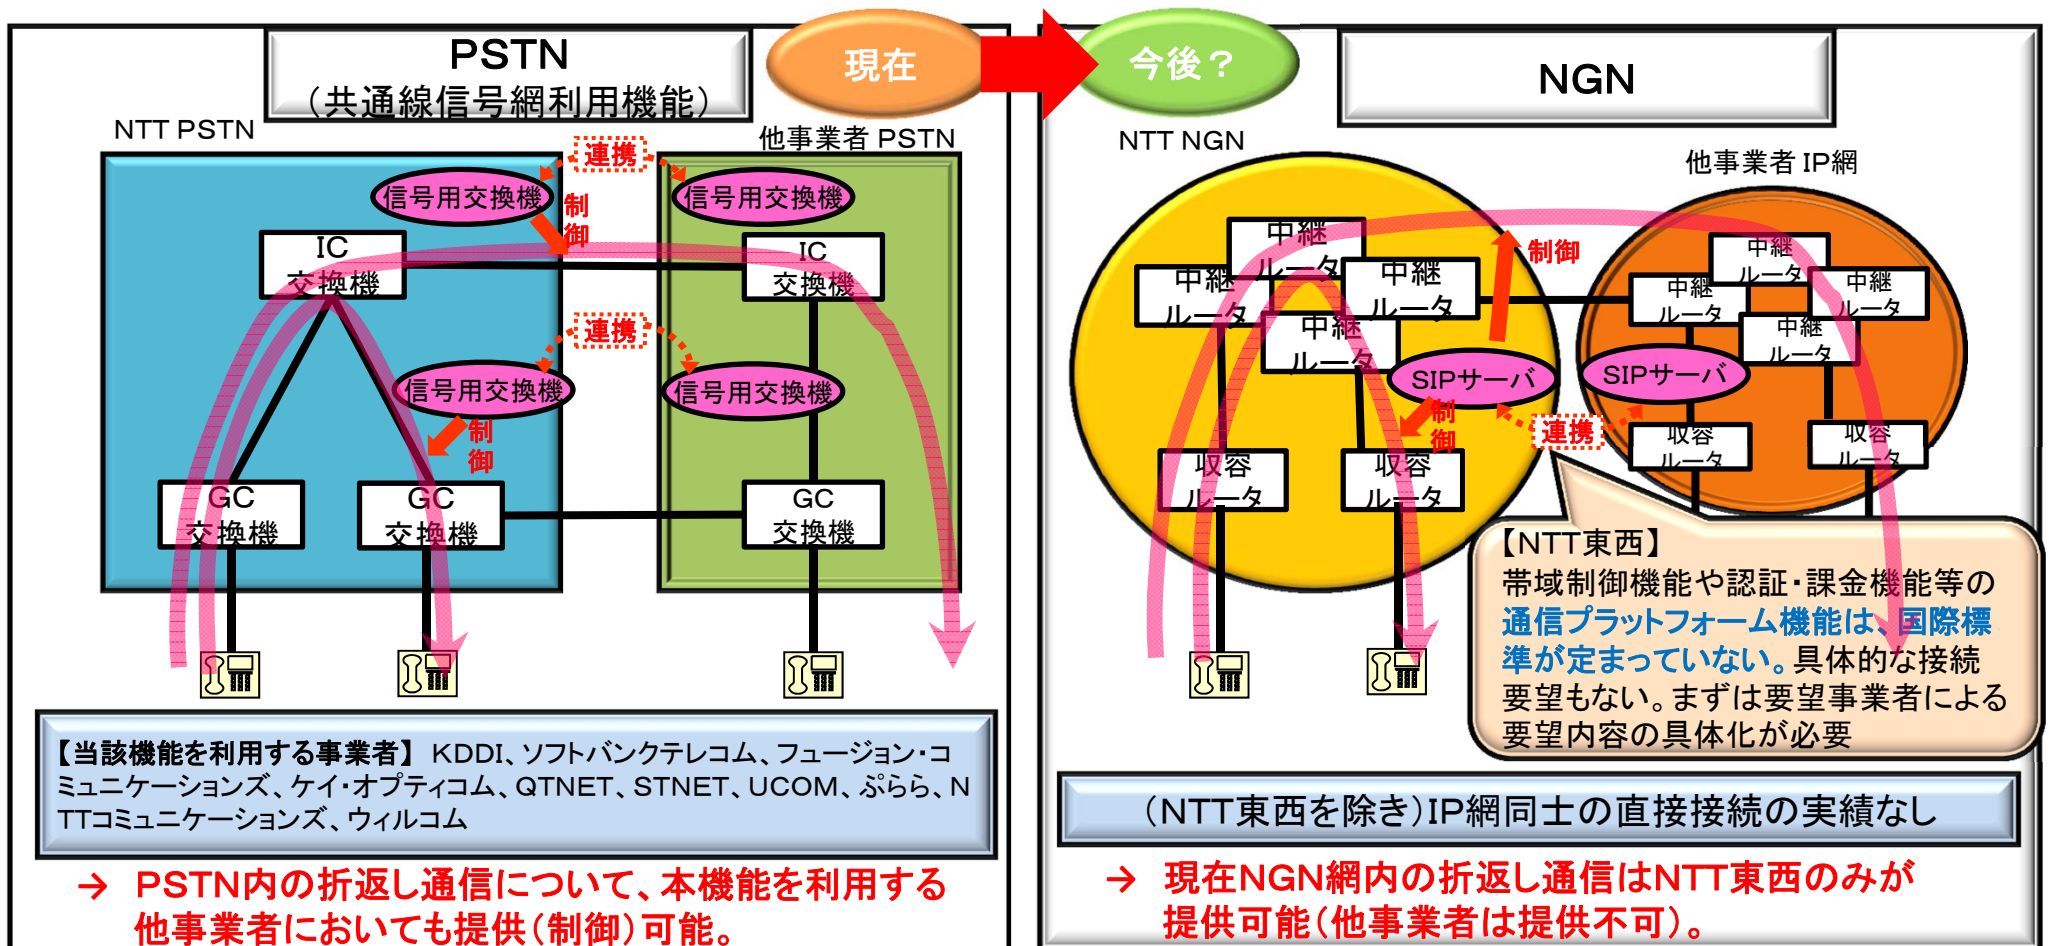 PSTN
（共通線信号網利用機能）
現在
NTT PSTN
他事業者 PSTN
連携
信号用交換機
信号用交換機
制
御
IC
交換機
IC
交換機
連携
信号用交換機
信号用交換機
制
御
GC
交換機
GC
交換機
GC
交換機
【当該機能を利用する事業者】 KDDI、ソフトバンクテレコム、フュージョン・コ
ミュニケーションズ、ケイ・オプティコム、QTNET、STNET、UCOM、ぷらら、N
TTコミュニケーションズ、ウィルコム
→ PSTN内の折返し通信について、本機能を利用する
他事業者においても提供（制御）可能。
今後？
NGN
NTT NGN
他事業者 IP網
中継
ルータ
中継
ルータ
中継
ルータ
中継
ルータ
制御
中継
ルータ
中継
ルータ
中継
ルータ
中継
ルータ
SIPサーバ
SIPサーバ
制
御
連携
収容
ルータ
収容
ルータ
収容
ルータ
収容
ルータ
【NTT東西】
帯域制御機能や認証・課金機能等の
通信プラットフォーム機能は、国際標
準が定まっていない。具体的な接続
要望もない。まずは要望事業者による
要望内容の具体化が必要
（NTT東西を除き）IP網同士の直接接続の実績なし
→ 現在NGN網内の折返し通信はNTT東西のみが
提供可能（他事業者は提供不可）。